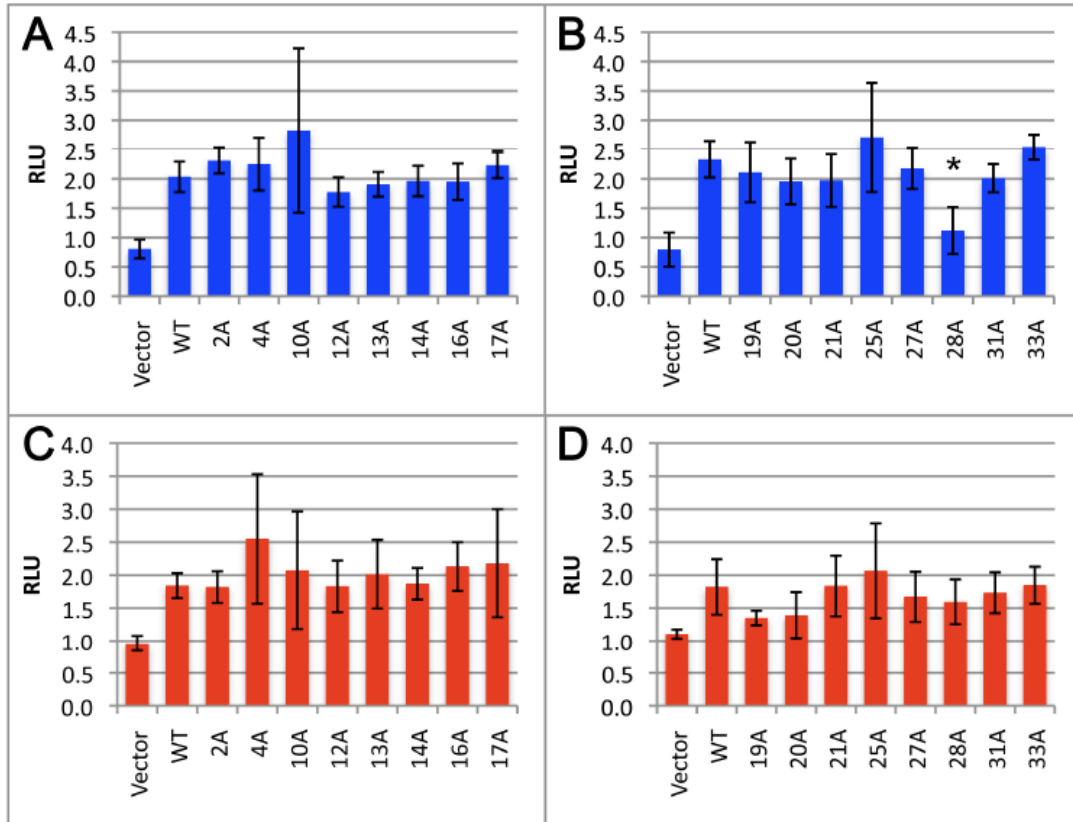 A
4.5
4.0
3.5
3.0
2.5
2.0
1.5
1.0
0.5
0.0
RLU
Vector
WT
2A
4A
10A
12A
13A
14A
16A
17A
B
4.5
4.0
3.5
3.0
2.5
2.0
1.5
1.0
0.5
0.0
RLU
*
Vector
WT
19A
20A
21A
25A
27A
28A
31A
33A
C
4.0
3.5
3.0
2.5
2.0
1.5
1.0
0.5
0.0
RLU
Vector
WT
2A
4A
10A
12A
13A
14A
16A
17A
D
4.0
3.5
3.0
2.5
2.0
1.5
1.0
0.5
0.0
RLU
Vector
WT
19A
20A
21A
25A
27A
28A
31A
33A